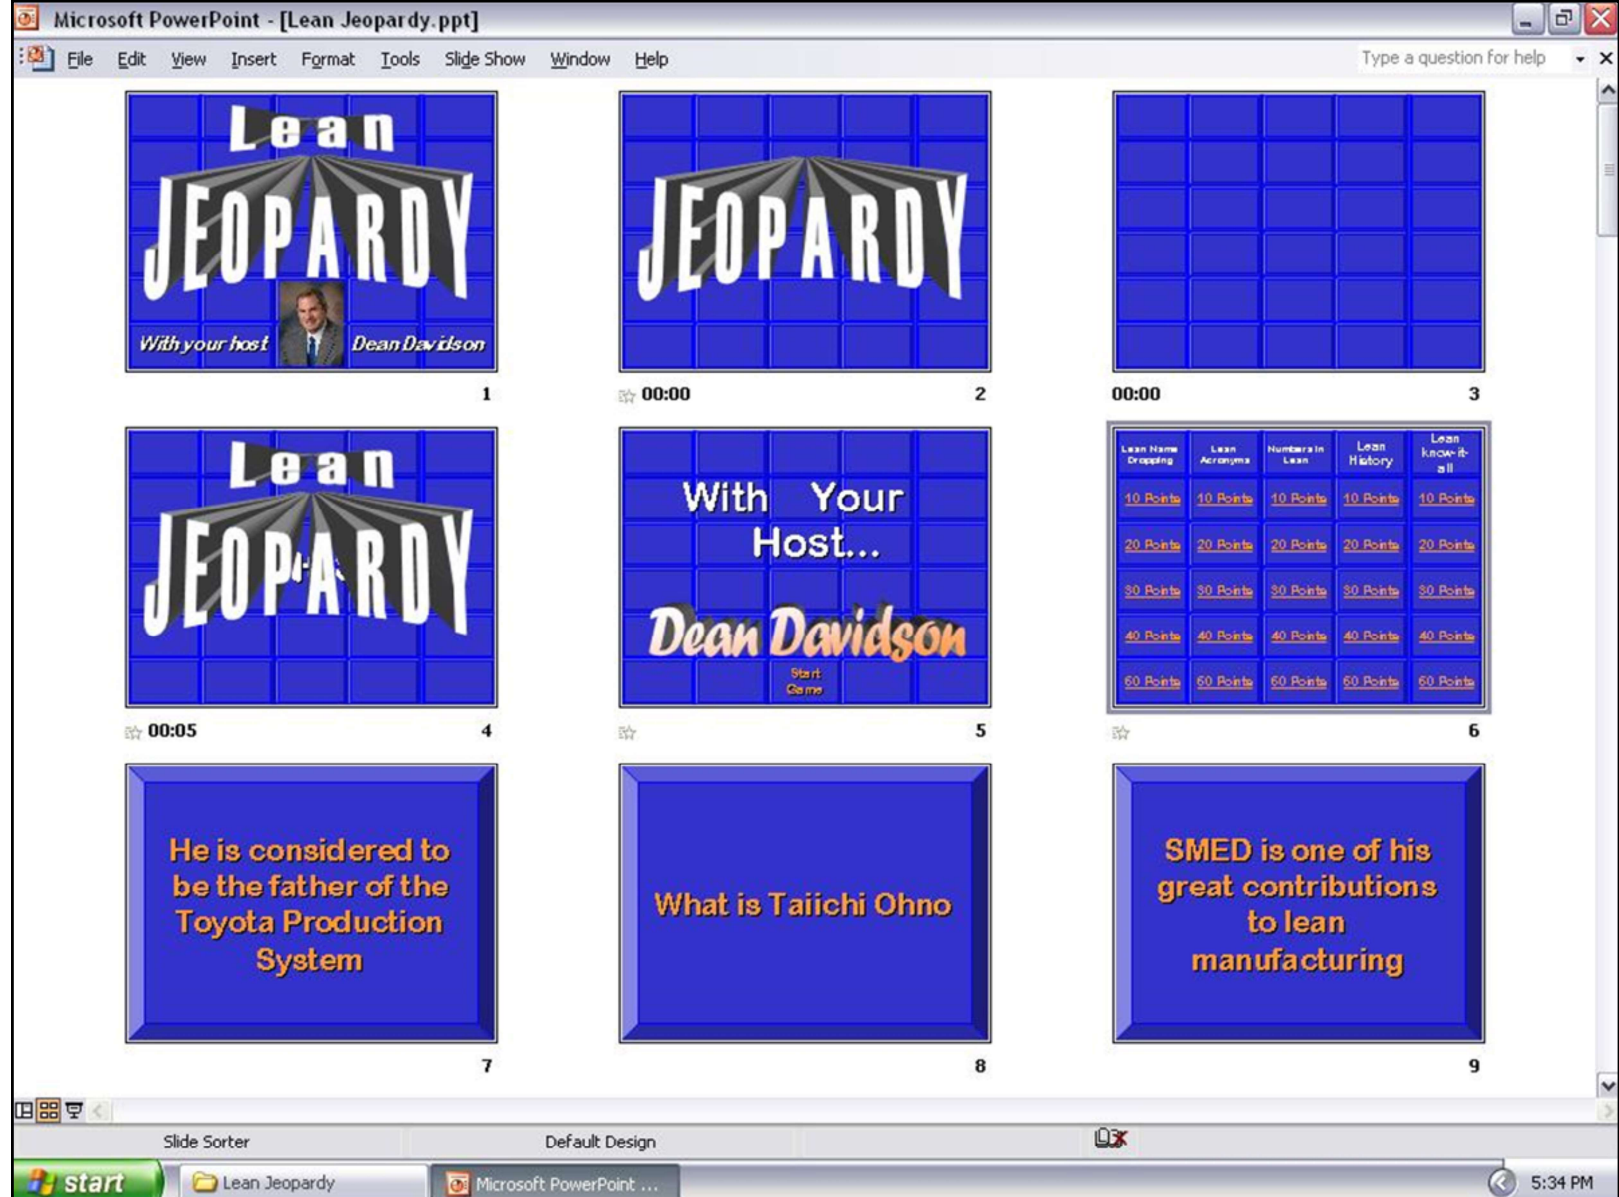 Microsoft PowerPoint - [Lean Jeopardy.ppt]
File Edit View Insert Format Tools Slide Show Window Help
Type a question for help
Lean
JEOPARDY
With your host Dean Davidson
1
JEOPARDY
00:00 2
00:00 3
Lean
JEOPARDY
00:05 4
With Your
Host...
Dean Davidson
Start
Game
5
Lean Name
Dropping
Lean
Acronyms
Numbers in
Lean
Lean
History
Lean
know-it-
all
10 Points 10 Points 10 Points 10 Points 10 Points
20 Points 20 Points 20 Points 20 Points 20 Points
30 Points 30 Points 30 Points 30 Points 30 Points
40 Points 40 Points 40 Points 40 Points 40 Points
60 Points 60 Points 60 Points 60 Points 60 Points
6
He is considered to
be the father of the
Toyota Production
System
7
What is Taiichi Ohno
8
SMED is one of his
great contributions
to lean
manufacturing
9
Slide Sorter Default Design
start Lean Jeopardy Microsoft PowerPoint ... 5:34 PM